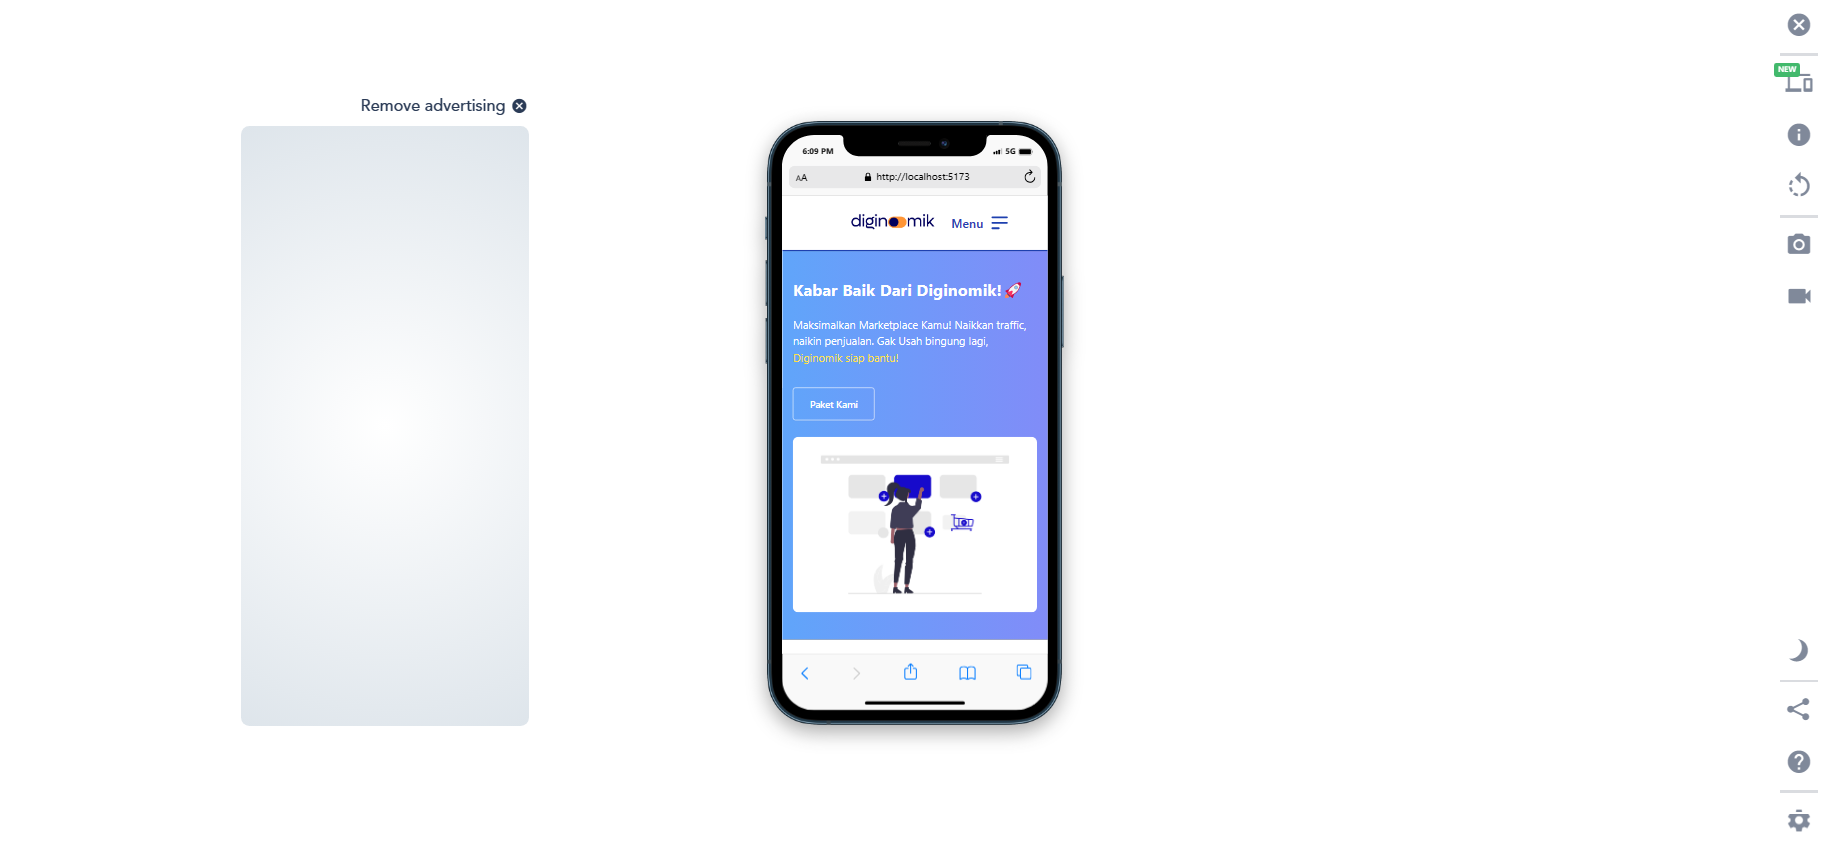 NEW
Remove advertising
6:09 PM
5G
AA
http://localhost:5173
diginomik
Menu
Kabar Baik Dari Diginomik! 🚀
Maksimalkan Marketplace Kamu! Naikkan traffic,
naikin penjualan. Gak Usah bingung lagi,
Diginomik siap bantu!
Paket Kami